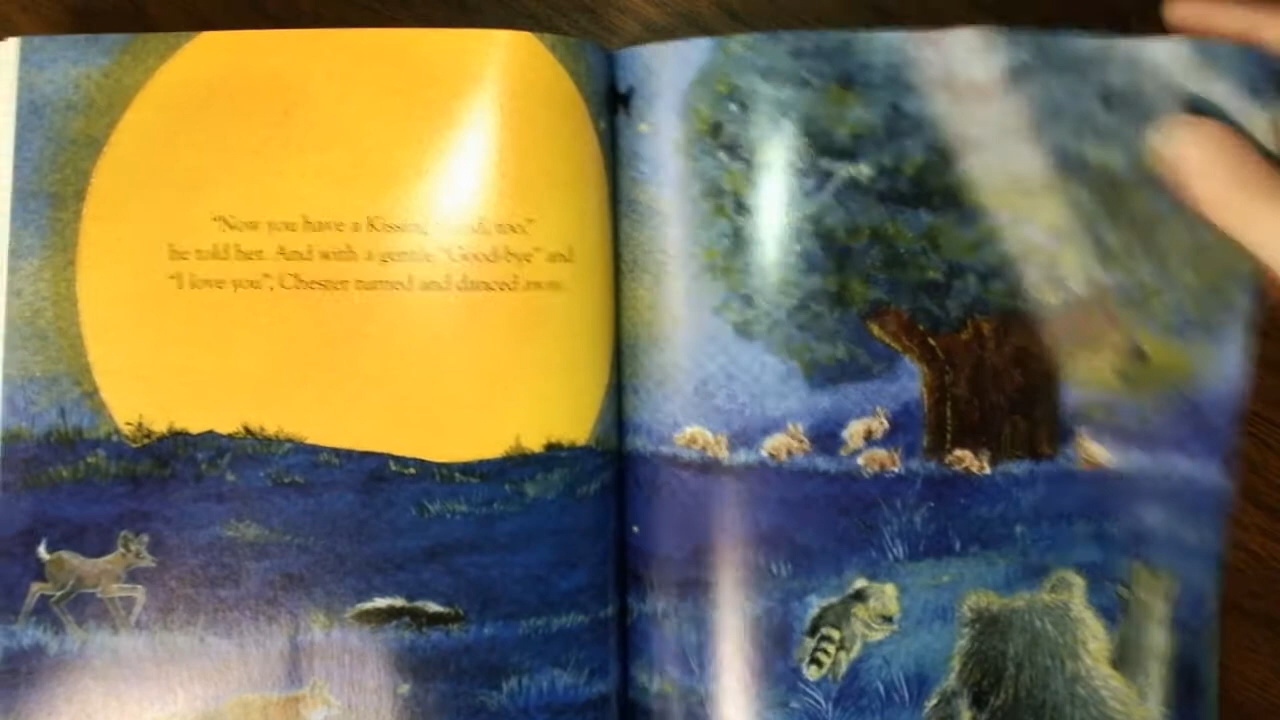 "Now you have a Kissing too,"
he told her. And with a gentle "Good-bye" and
"I love you", Chester turned and danced away.